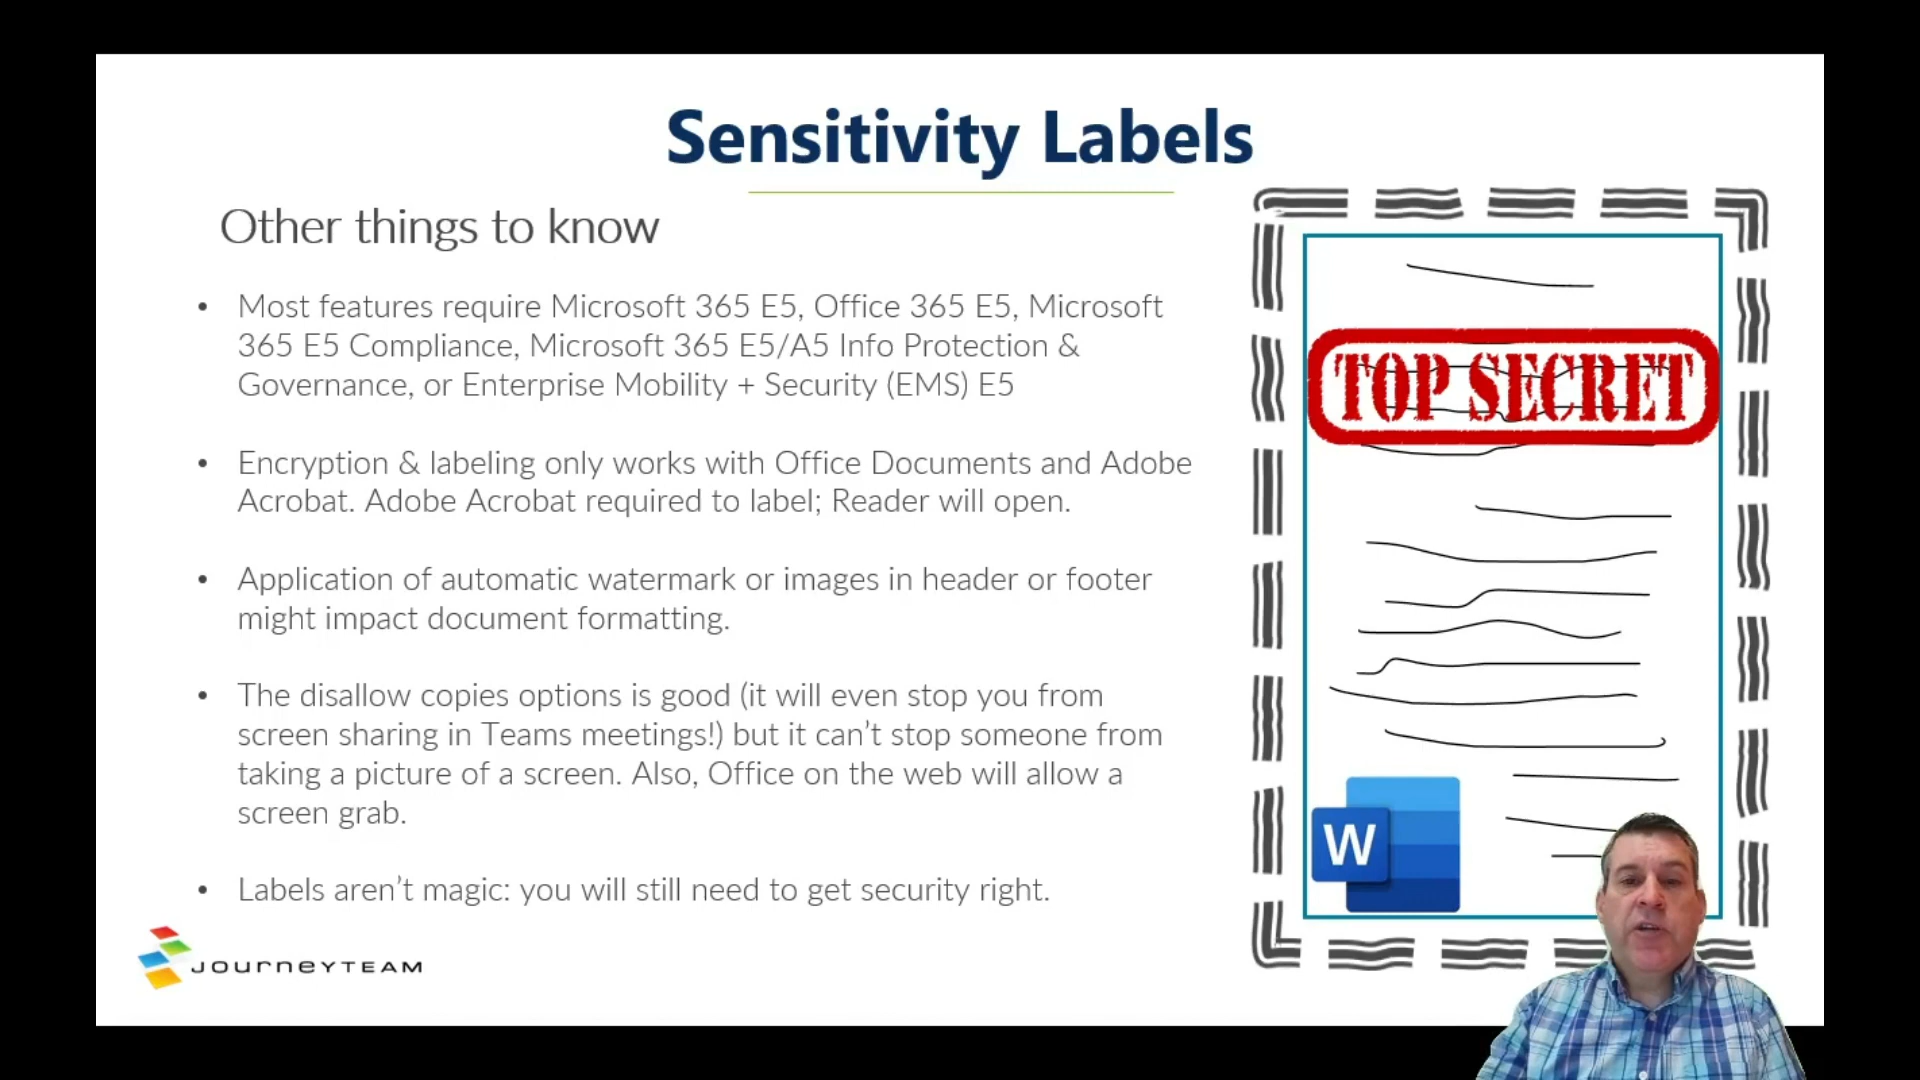 Sensitivity Labels
Other things to know
• Most features require Microsoft 365 E5, Office 365 E5, Microsoft
365 E5 Compliance, Microsoft 365 E5/A5 Info Protection &
Governance, or Enterprise Mobility + Security (EMS) E5
• Encryption & labeling only works with Office Documents and Adobe
Acrobat. Adobe Acrobat required to label; Reader will open.
• Application of automatic watermark or images in header or footer
might impact document formatting.
• The disallow copies options is good (it will even stop you from
screen sharing in Teams meetings!) but it can’t stop someone from
taking a picture of a screen. Also, Office on the web will allow a
screen grab.
• Labels aren’t magic: you will still need to get security right.
TOP SECRET
W
JOURNEYTEAM